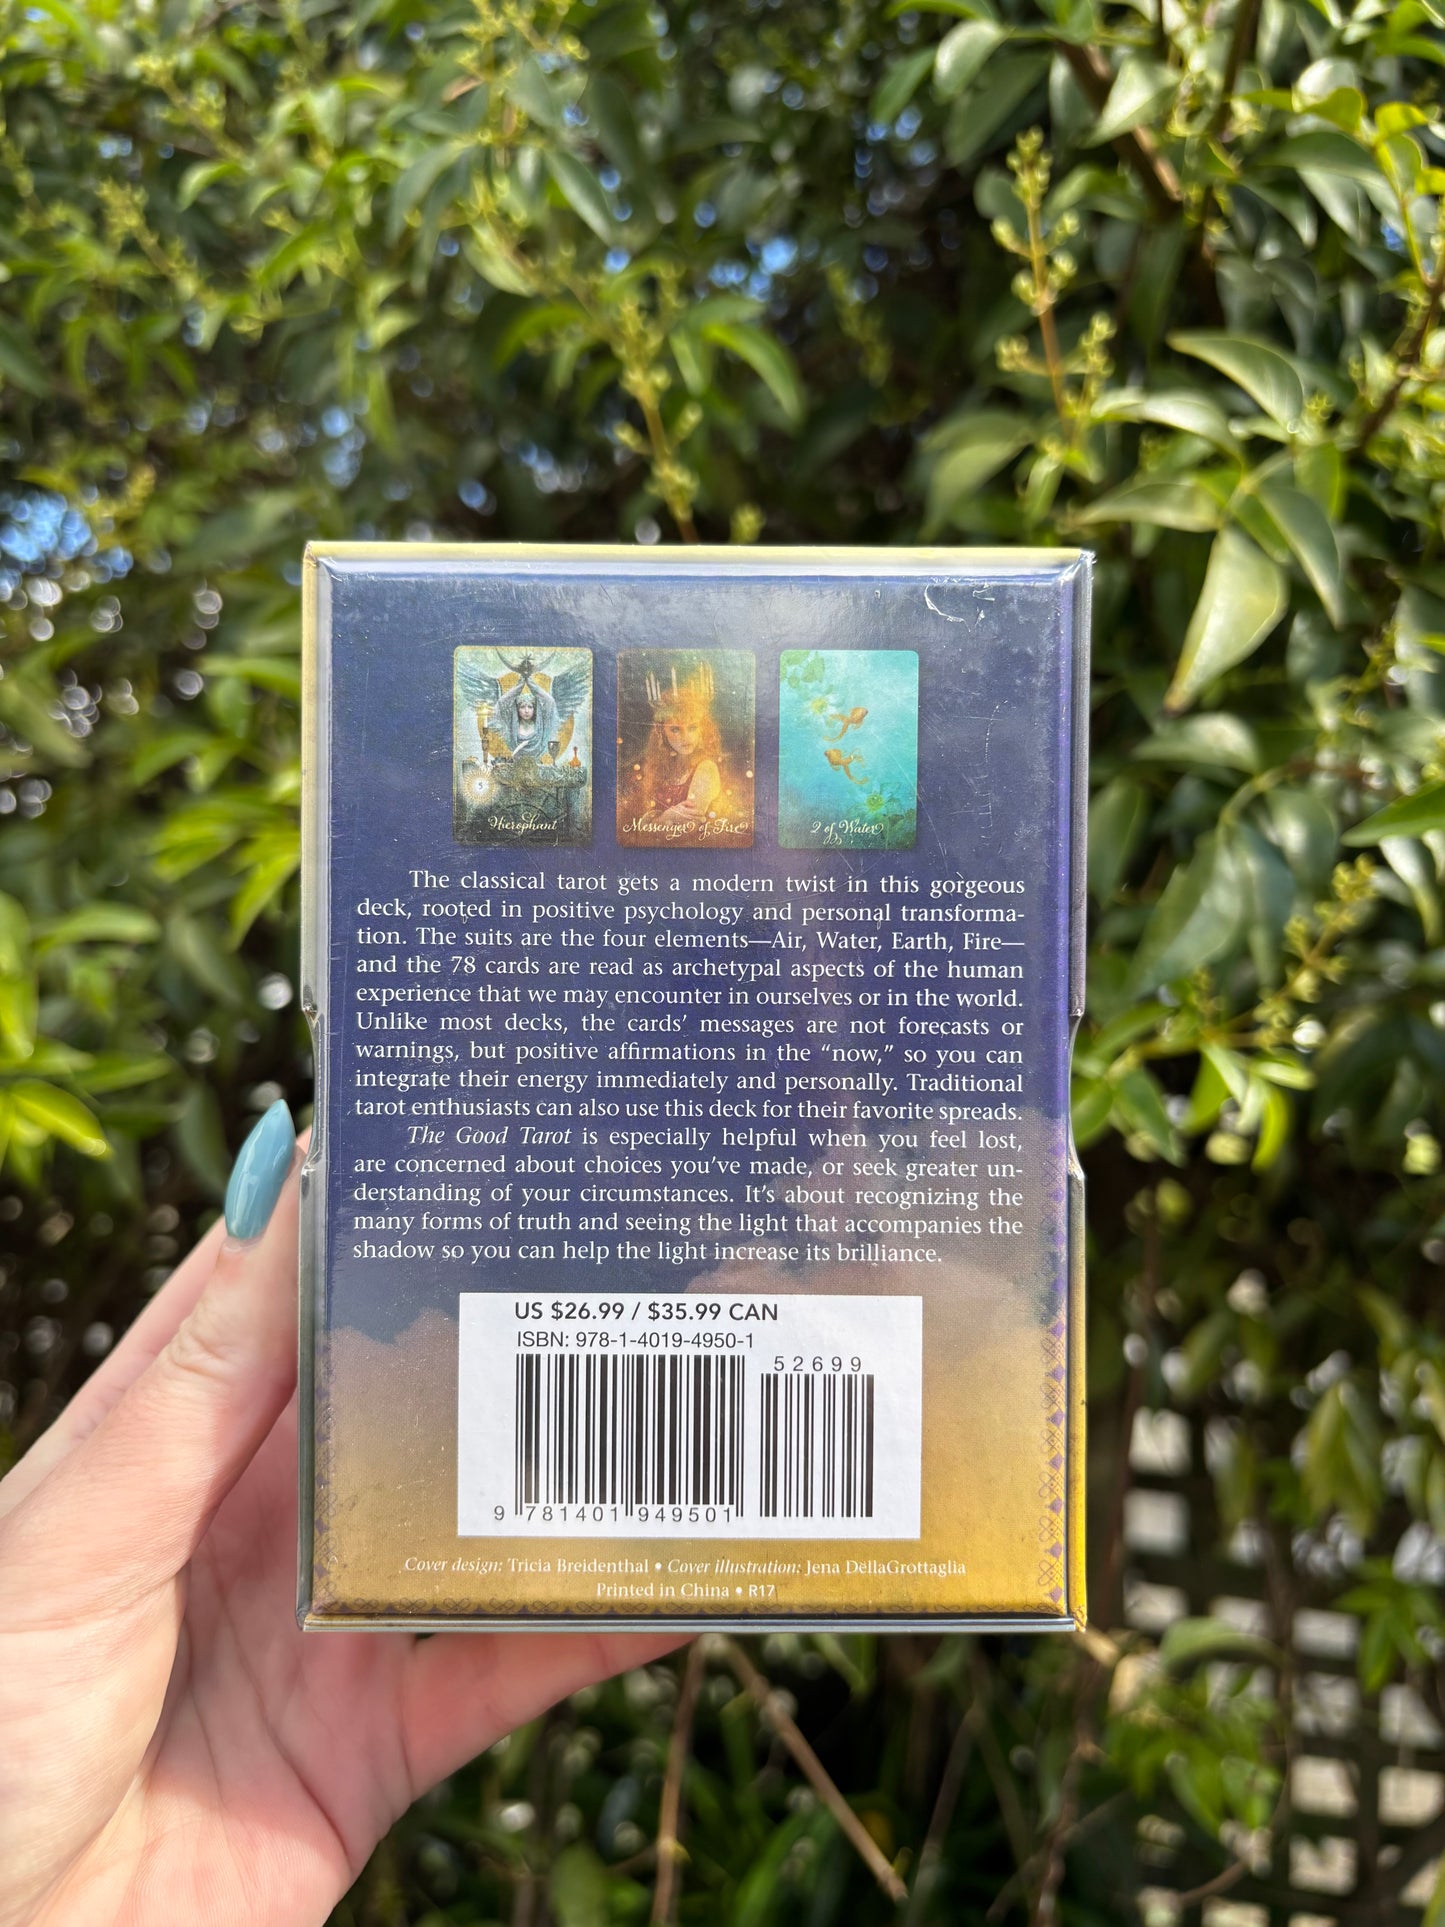 5
Hierophant
Messenger of Fire
2 of Water
The classical tarot gets a modern twist in this gorgeous
deck, rooted in positive psychology and personal transforma-
tion. The suits are the four elements—Air, Water, Earth, Fire—
and the 78 cards are read as archetypal aspects of the human
experience that we may encounter in ourselves or in the world.
Unlike most decks, the cards’ messages are not forecasts or
warnings, but positive affirmations in the “now,” so you can
integrate their energy immediately and personally. Traditional
tarot enthusiasts can also use this deck for their favorite spreads.
The Good Tarot is especially helpful when you feel lost,
are concerned about choices you’ve made, or seek greater un-
derstanding of your circumstances. It’s about recognizing the
many forms of truth and seeing the light that accompanies the
shadow so you can help the light increase its brilliance.
US $26.99 / $35.99 CAN
ISBN: 978-1-4019-4950-1
52699
9 781401 949501
Cover design: Tricia Breidenthal • Cover illustration: Jena DellaGrottaglia
Printed in China • R17